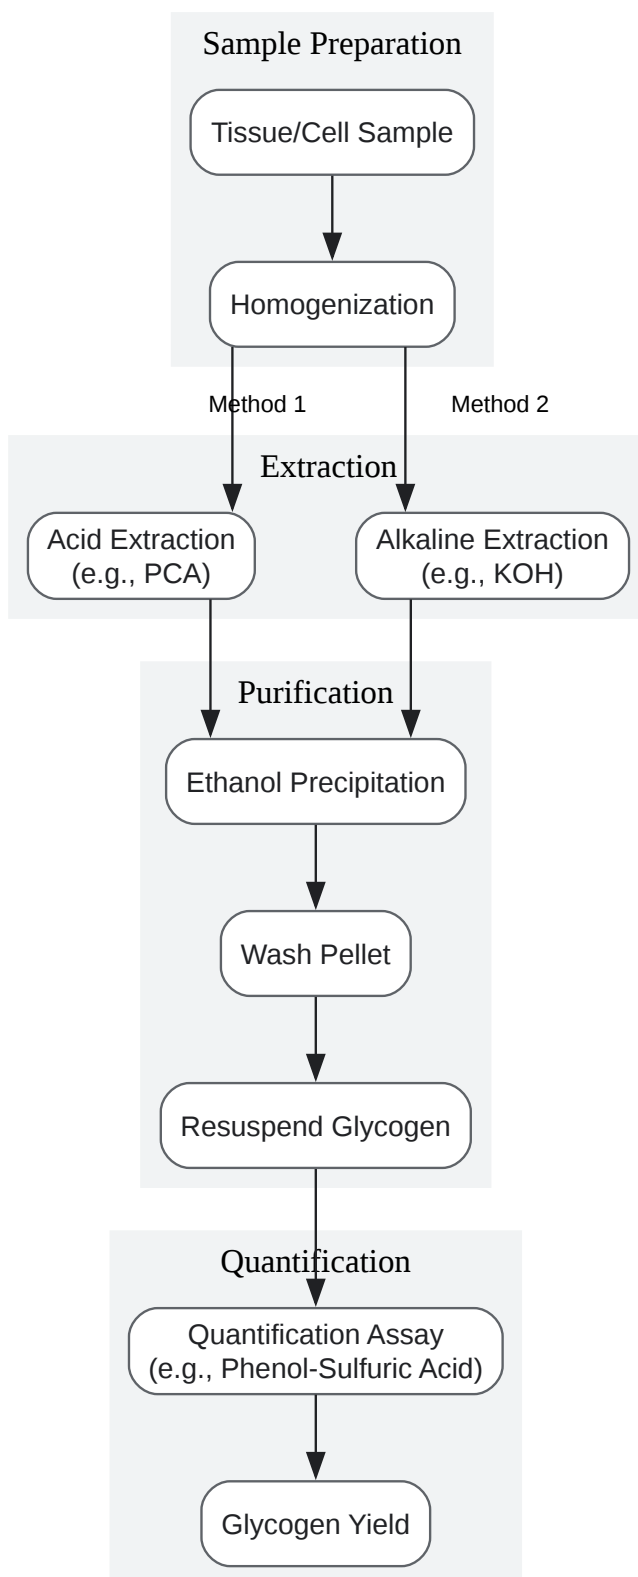 Sample Preparation
Tissue/Cell Sample
Homogenization
Method 1
Method 2
Extraction
Acid Extraction
(e.g., PCA)
Alkaline Extraction
(e.g., KOH)
Purification
Ethanol Precipitation
Wash Pellet
Resuspend Glycogen
Quantification
Quantification Assay
(e.g., Phenol-Sulfuric Acid)
Glycogen Yield